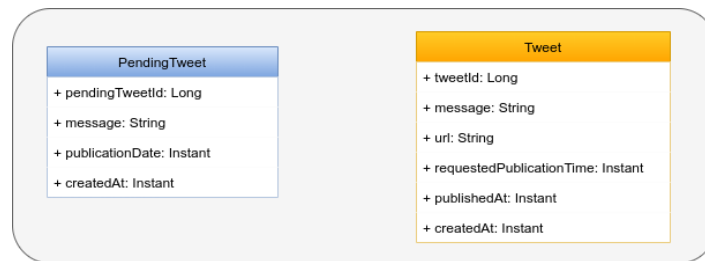 PendingTweet
+ pendingTweetId: Long
+ message: String
+ publicationDate: Instant
+ createdAt: Instant
Tweet
+ tweetId: Long
+ message: String
+ url: String
+ requestedPublicationTime: Instant
+ publishedAt: Instant
+ createdAt: Instant